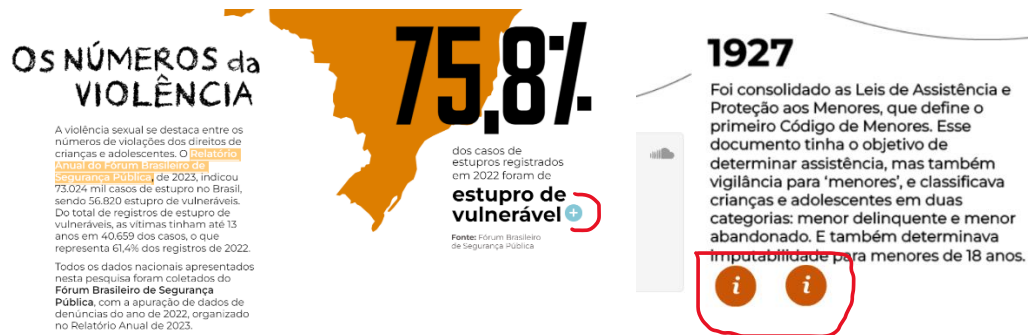 OS NÚMEROS da
VIOLÊNCIA
A violência sexual se destaca entre os
números de violações dos direitos de
crianças e adolescentes. O Relatório
Anual do Fórum Brasileiro de
Segurança Pública, de 2023, indicou
73.024 mil casos de estupro no Brasil,
sendo 56.820 estupro de vulneráveis.
Do total de registros de estupro de
vulneráveis, as vítimas tinham até 13
anos em 40.659 dos casos, o que
representa 61,4% dos registros de 2022.
Todos os dados nacionais apresentados
nesta pesquisa foram coletados do
Fórum Brasileiro de Segurança
Pública, com a apuração de dados de
denúncias do ano de 2022, organizado
no Relatório Anual de 2023.
75,8%
dos casos de
estupros registrados
em 2022 foram de
estupro de
vulnerável +
Fonte: Fórum Brasileiro
de Segurança Pública
1927
Foi consolidado as Leis de Assistência e
Proteção aos Menores, que define o
primeiro Código de Menores. Esse
documento tinha o objetivo de
determinar assistência, mas também
vigilância para ‘menores’, e classificava
crianças e adolescentes em duas
categorias: menor delinquente e menor
abandonado. E também determinava
imputabilidade para menores de 18 anos.
i i